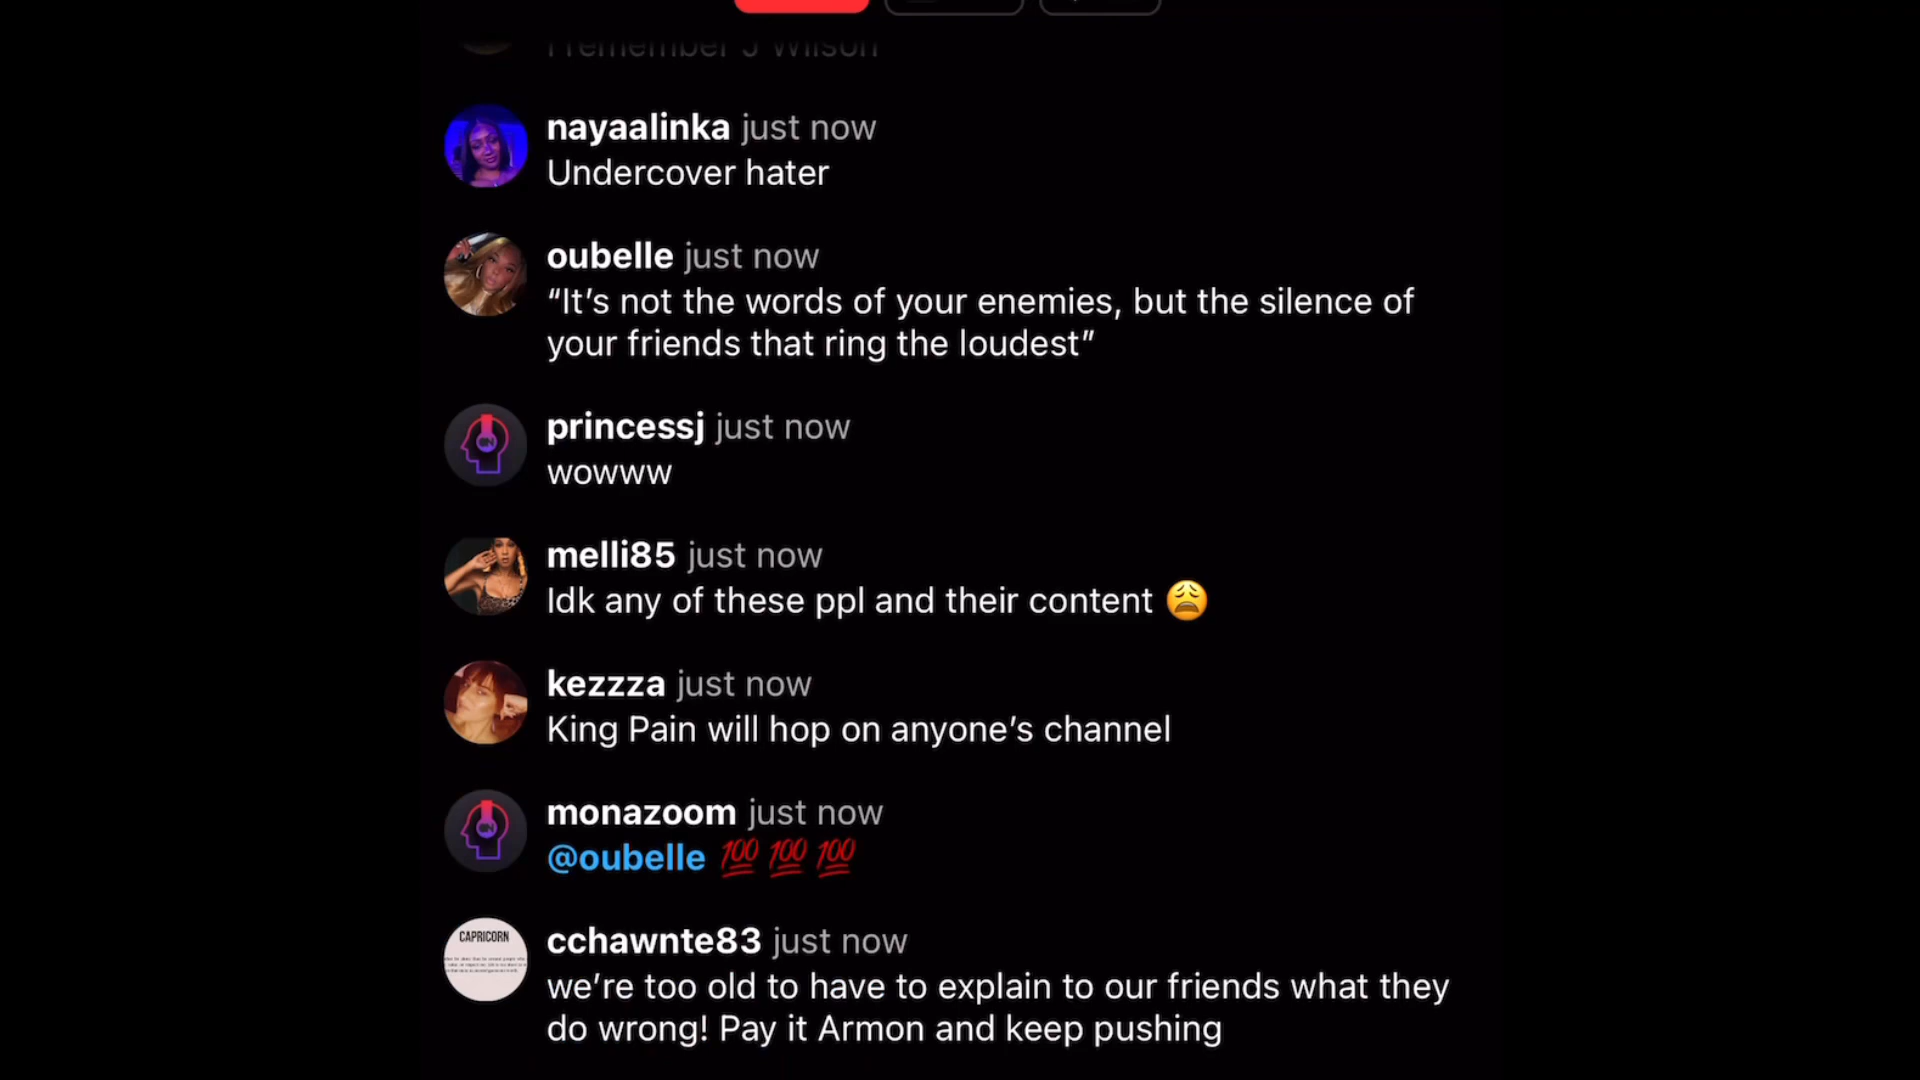 I remember J Wilson
nayaalinka just now
Undercover hater
oubelle just now
“It’s not the words of your enemies, but the silence of
your friends that ring the loudest”
princessj just now
wowww
melli85 just now
Idk any of these ppl and their content 😩
kezzza just now
King Pain will hop on anyone’s channel
monazoom just now
@oubelle 💯 💯 💯
CAPRICORN
cchawnte83 just now
we’re too old to have to explain to our friends what they
do wrong! Pay it Armon and keep pushing